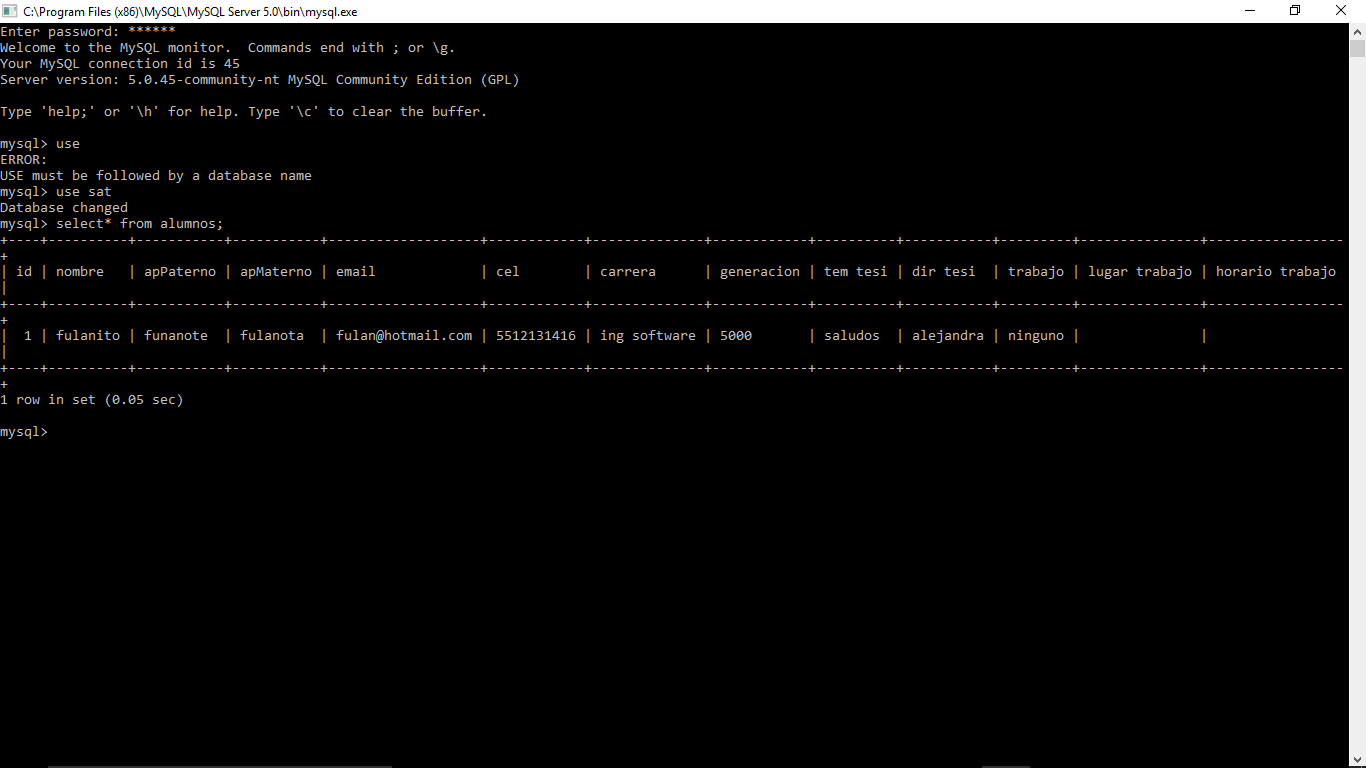 C:\Program Files (x86)\MySQL\MySQL Server 5.0\bin\mysql.exe
Enter password: ******
Welcome to the MySQL monitor.  Commands end with ; or \g.
Your MySQL connection id is 45
Server version: 5.0.45-community-nt MySQL Community Edition (GPL)
Type 'help;' or '\h' for help. Type '\c' to clear the buffer.
mysql> use
ERROR:
USE must be followed by a database name
mysql> use sat
Database changed
mysql> select* from alumnos;
+----+----------+-----------+-----------+-------------------+------------+--------------+------------+----------+-----------+---------+---------------+-----------------
+
| id | nombre   | apPaterno | apMaterno | email             | cel        | carrera      | generacion | tem tesi | dir tesi  | trabajo | lugar trabajo | horario trabajo
|
+----+----------+-----------+-----------+-------------------+------------+--------------+------------+----------+-----------+---------+---------------+-----------------
+
|  1 | fulanito | funanote  | fulanota  | fulan@hotmail.com | 5512131416 | ing software | 5000       | saludos  | alejandra | ninguno |               |
|
+----+----------+-----------+-----------+-------------------+------------+--------------+------------+----------+-----------+---------+---------------+-----------------
+
1 row in set (0.05 sec)
mysql>